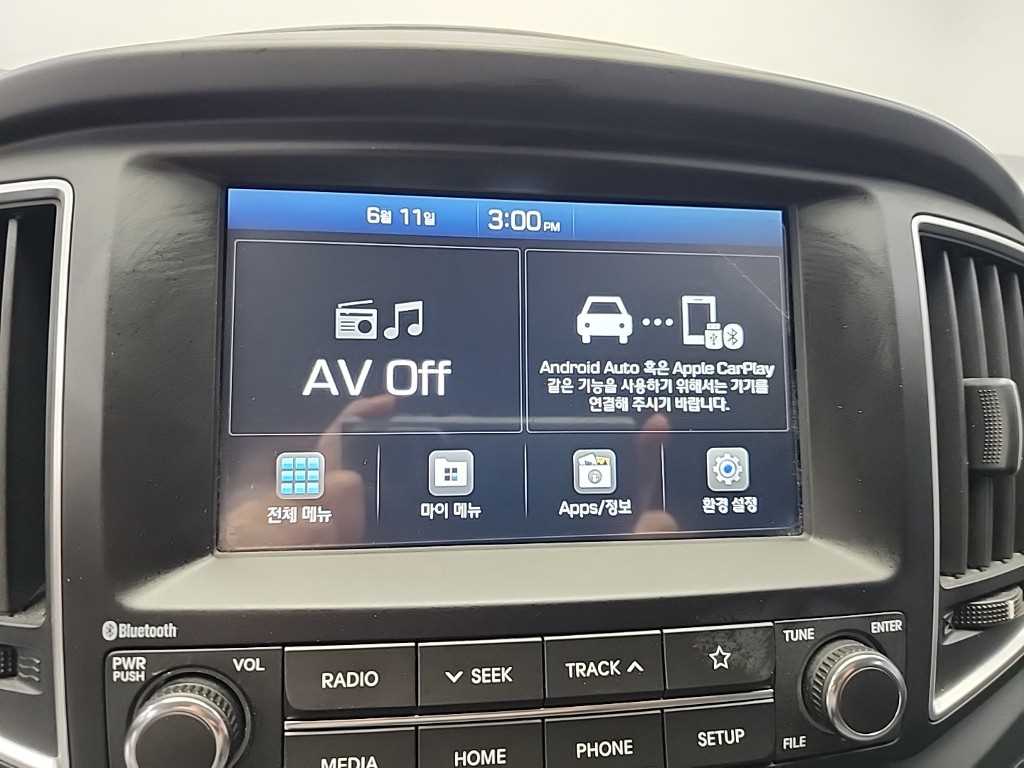 6월 11일 3:00 PM
AV Off
Android Auto 혹은 Apple CarPlay
같은 기능을 사용하기 위해서는 기기를
연결해 주시기 바랍니다.
전체 메뉴
마이 메뉴
Apps/정보
환경 설정
Bluetooth
PWR
PUSH
VOL
RADIO
SEEK
TRACK
TUNE
ENTER
FILE
MEDIA
HOME
PHONE
SETUP